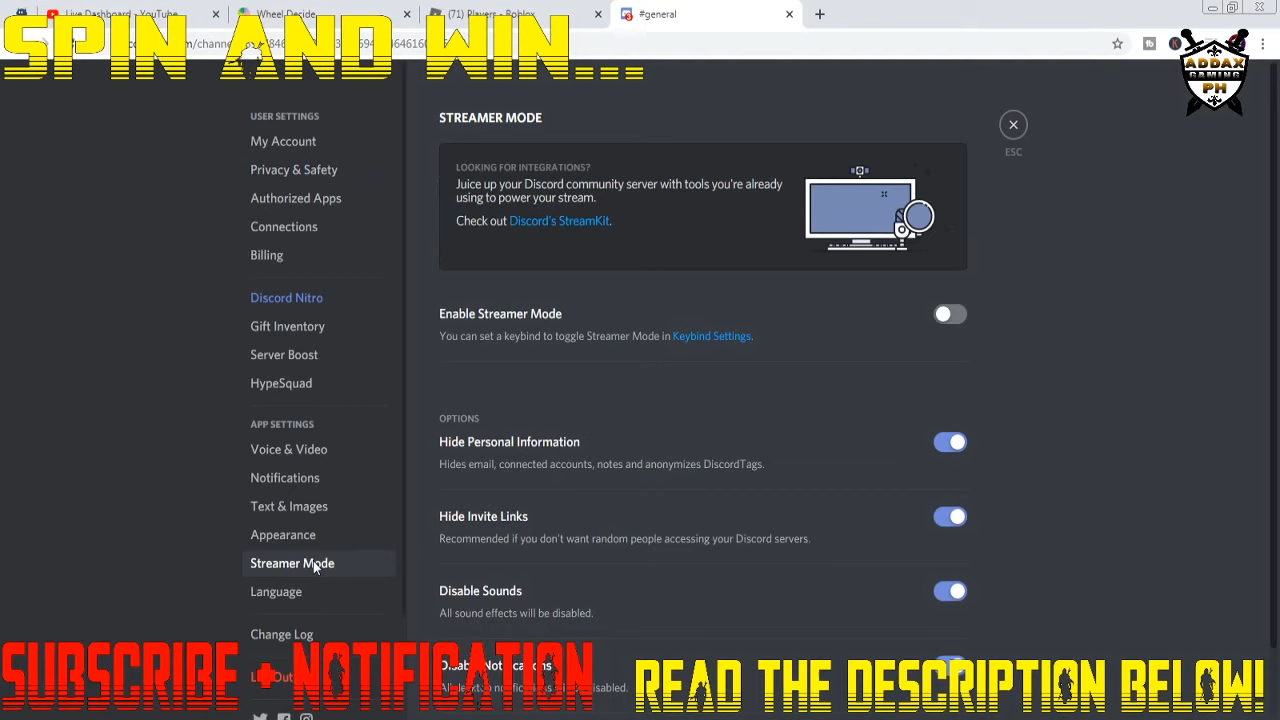 Live Dashboard - YouTube
Wheel Decide
(71) Players - Roblox
#general
SPIN AND WIN...
ADDAX
GAMING
PH
USER SETTINGS
My Account
Privacy & Safety
Authorized Apps
Connections
Billing
Discord Nitro
Gift Inventory
Server Boost
HypeSquad
APP SETTINGS
Voice & Video
Notifications
Text & Images
Appearance
Streamer Mode
Language
Change Log
STREAMER MODE
ESC
LOOKING FOR INTEGRATIONS?
Juice up your Discord community server with tools you're already
using to power your stream.
Check out Discord's StreamKit.
Enable Streamer Mode
You can set a keybind to toggle Streamer Mode in Keybind Settings.
OPTIONS
Hide Personal Information
Hides email, connected accounts, notes and anonymizes DiscordTags.
Hide Invite Links
Recommended if you don't want random people accessing your Discord servers.
Disable Sounds
All sound effects will be disabled.
SUBSCRIBE + NOTIFICATION
READ THE DESCRIPTION BELOW!